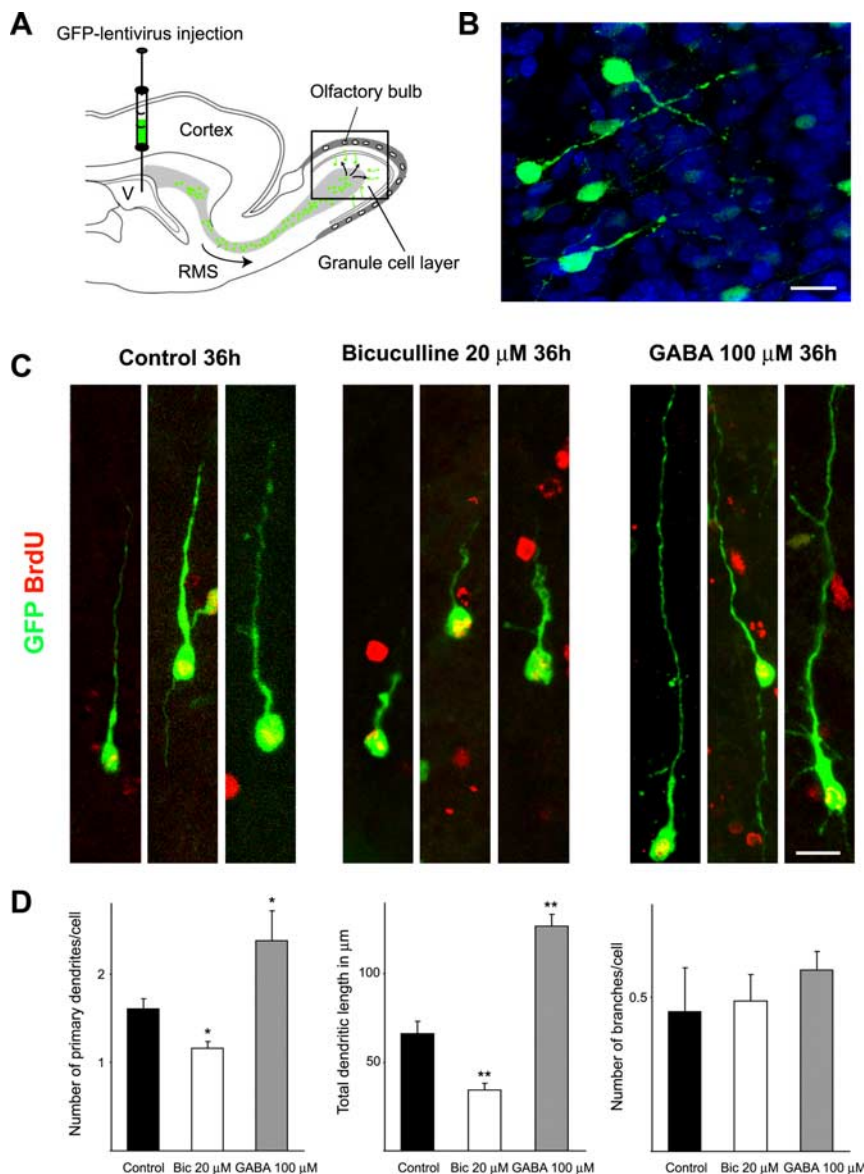 A
GFP-lentivirus injection
Olfactory bulb
Cortex
V
RMS
Granule cell layer
B
C
Control 36h
Bicuculline 20 μM 36h
GABA 100 μM 36h
GFP BrdU
D
Number of primary dendrites/cell
2
1
*
*
Control
Bic 20 μM
GABA 100 μM
Total dendritic length in μm
100
50
**
**
Control
Bic 20 μM
GABA 100 μM
Number of branches/cell
0.5
Control
Bic 20 μM
GABA 100 μM